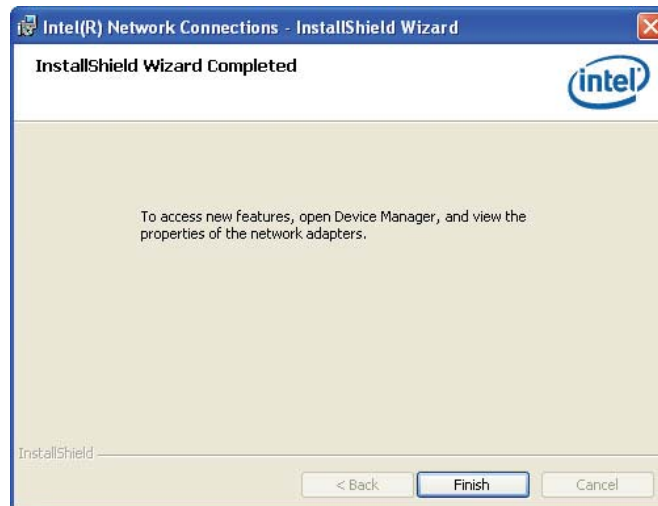 Intel(R) Network Connections - InstallShield Wizard
InstallShield Wizard Completed
intel
To access new features, open Device Manager, and view the
properties of the network adapters.
InstallShield
< Back
Finish
Cancel